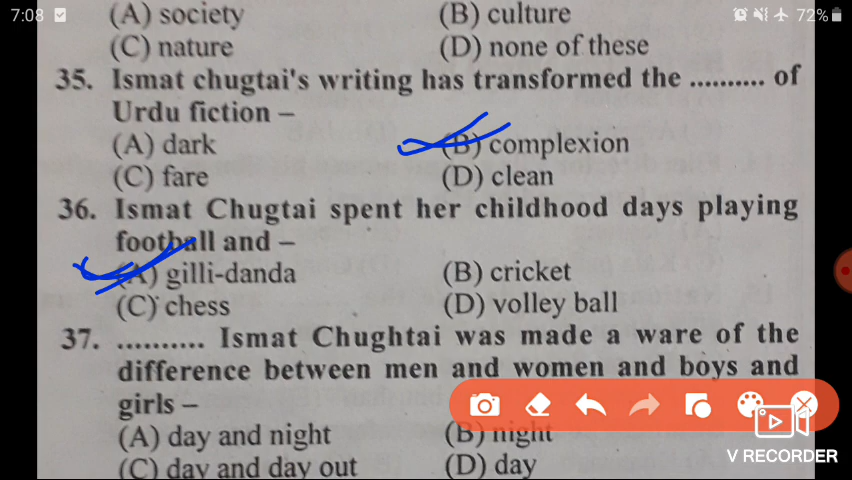 7:08
72%
(A) society (B) culture
(C) nature (D) none of these
35. Ismat chugtai's writing has transformed the .......... of
Urdu fiction –
(A) dark (B) complexion
(C) fare (D) clean
36. Ismat Chugtai spent her childhood days playing
football and –
(A) gilli-danda (B) cricket
(C) chess (D) volley ball
37. .......... Ismat Chughtai was made a ware of the
difference between men and women and boys and
girls –
(A) day and night (B) night
(C) day and day out (D) day
V RECORDER